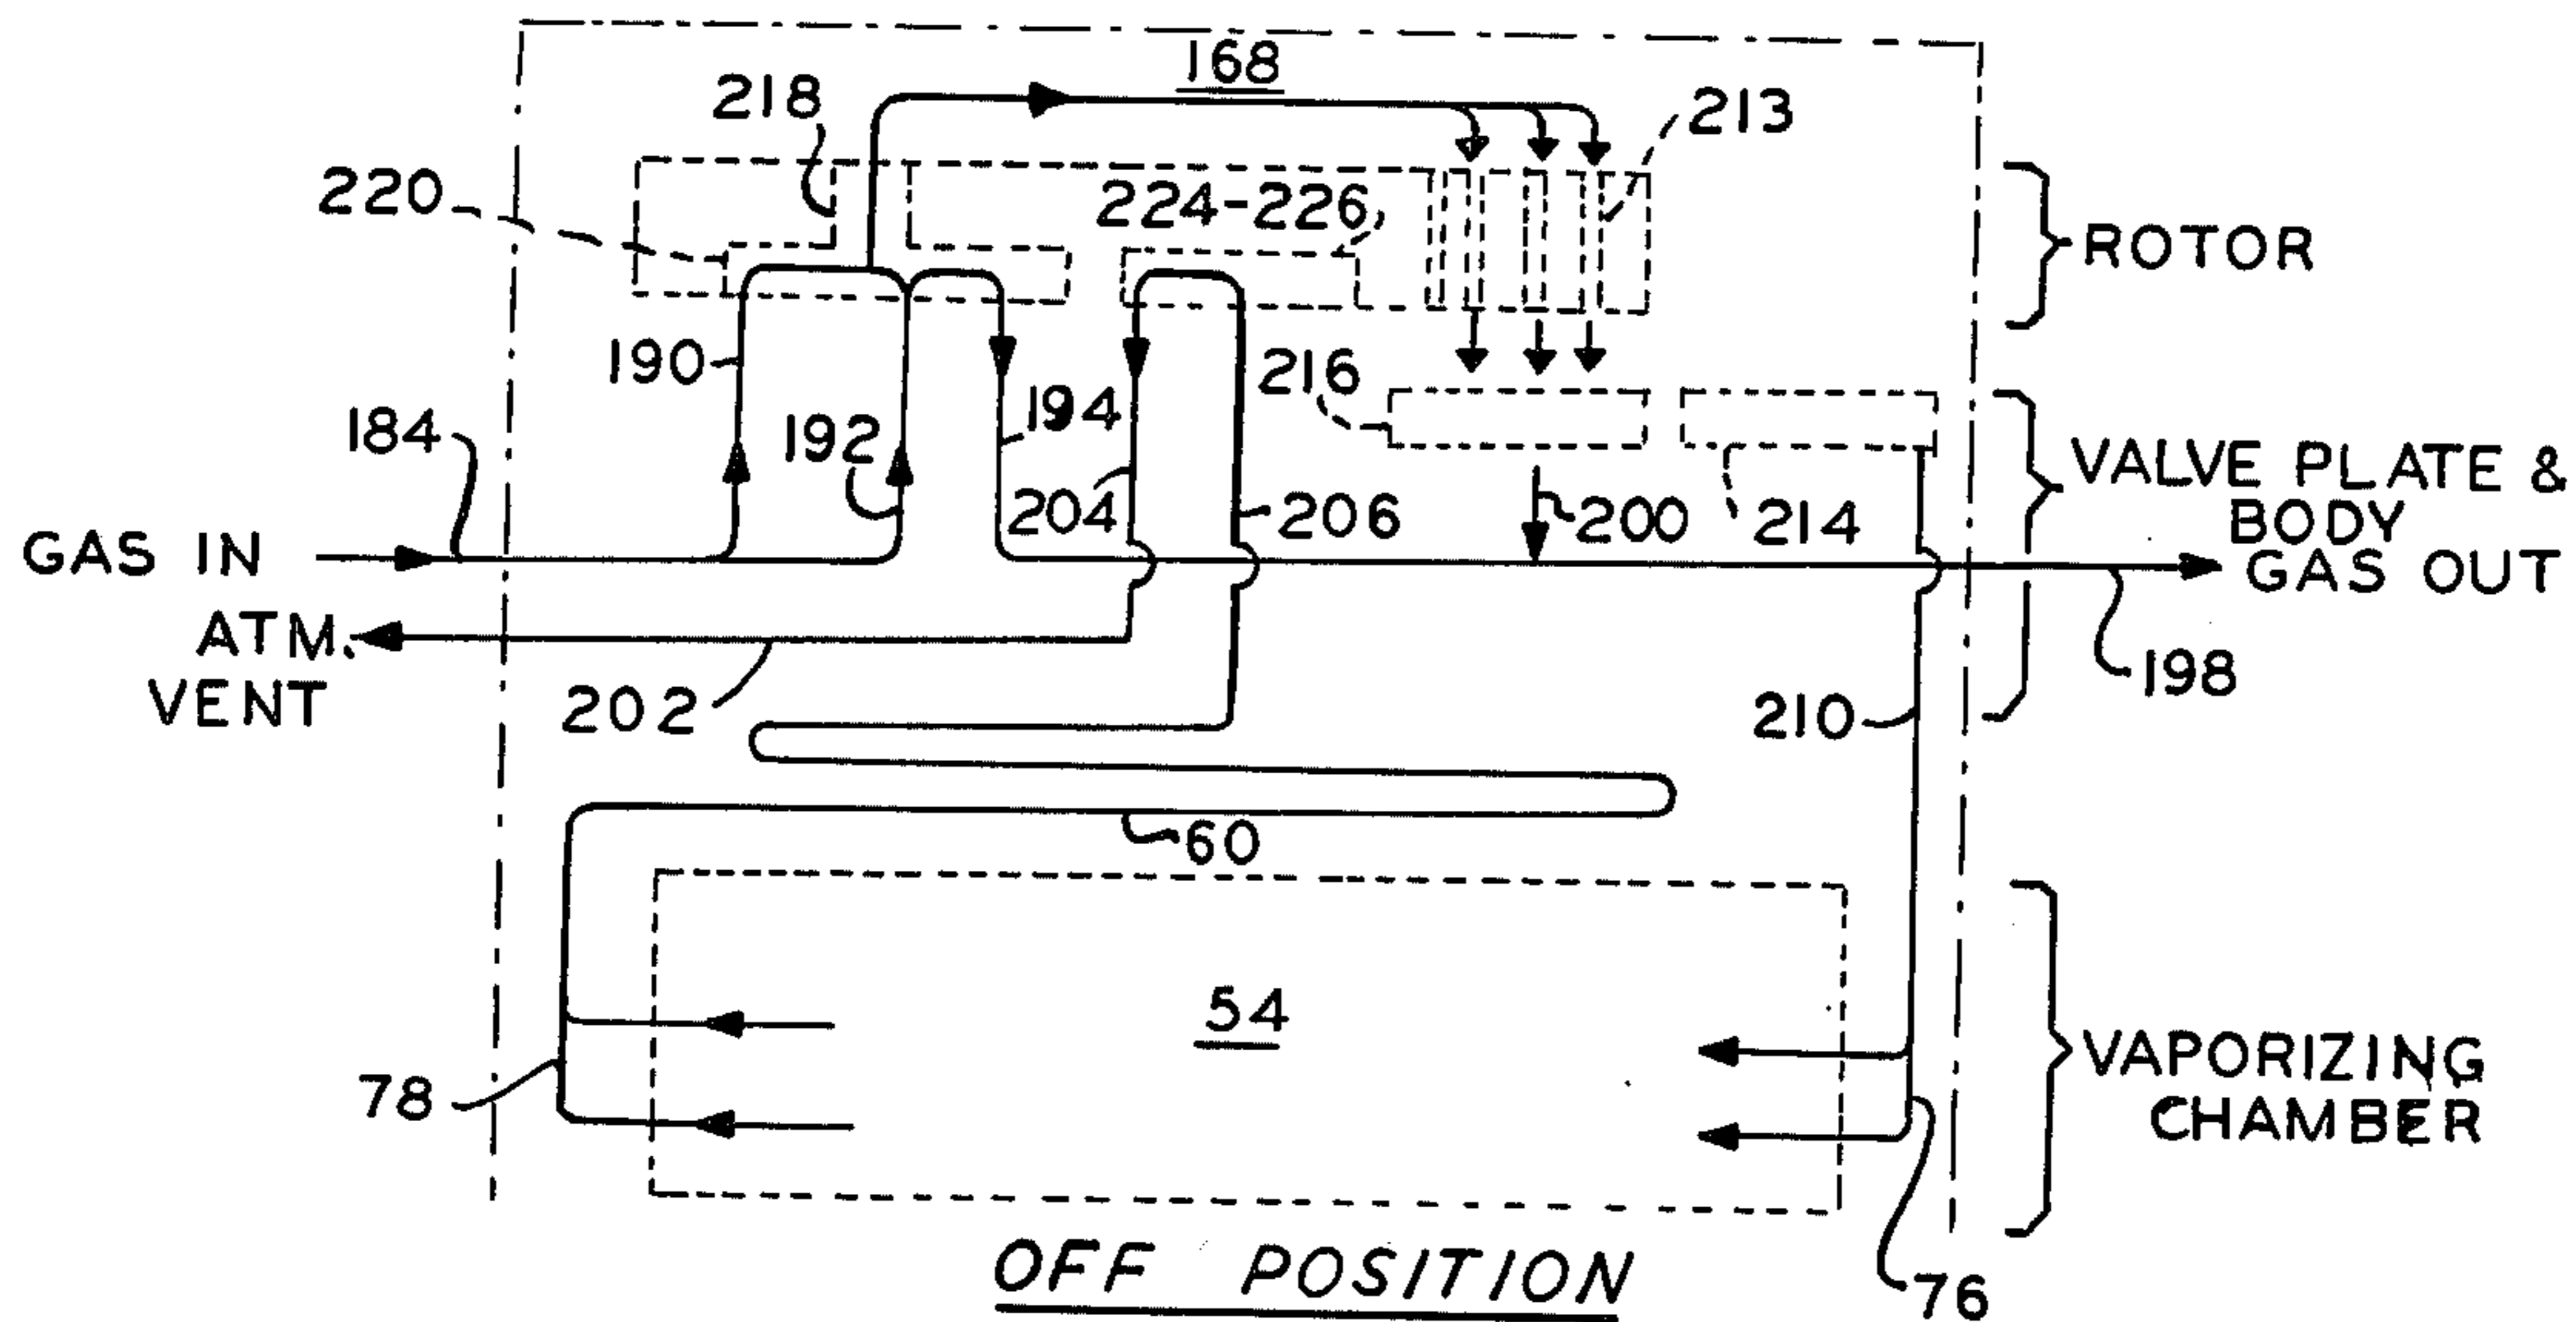 168
218
213
220
224-226
ROTOR
190
216
194
184
192
204
206
200
214
VALVE PLATE &
BODY
GAS IN
GAS OUT
ATM.
VENT
202
210
198
60
54
78
VAPORIZING
CHAMBER
76
OFF POSITION